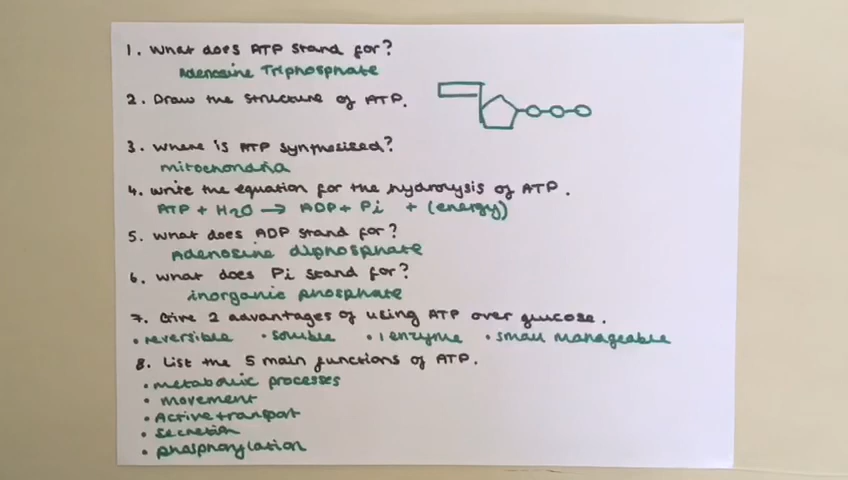 1. What does ATP stand for?
Adenosine Triphosphate
2. Draw the structure of ATP.
3. Where is ATP synthesised?
mitochondria
4. Write the equation for the hydrolysis of ATP.
ATP + H2O → ADP + Pi + (energy)
5. What does ADP stand for?
Adenosine diphosphate
6. What does Pi stand for?
inorganic phosphate
7. Give 2 advantages of using ATP over glucose.
• reversible • soluble • 1 enzyme • small manageable
8. List the 5 main functions of ATP.
• metabolic processes
• movement
• Active transport
• secretion
• phosphorylation